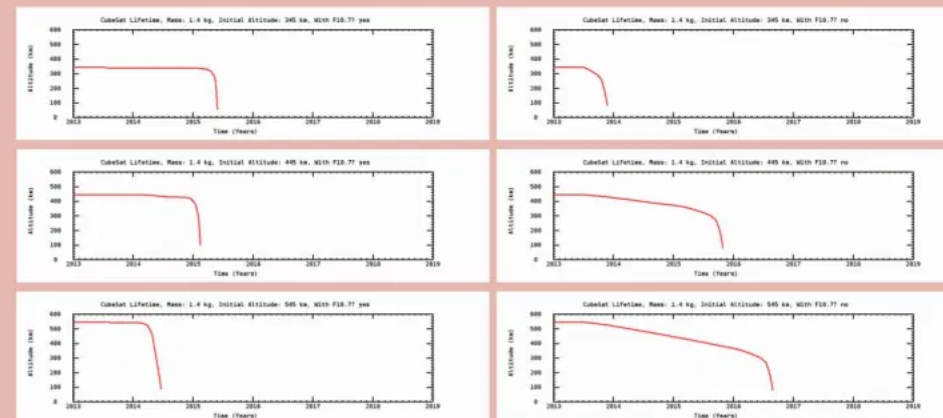 CubeSat Lifetime, Mass: 1.4 kg, Initial Altitude: 345 km, With F10.7? yes
Altitude (km)
600
500
400
300
200
100
0
2013 2014 2015 2016 2017 2018 2019
Time (Years)
CubeSat Lifetime, Mass: 1.4 kg, Initial Altitude: 345 km, With F10.7? no
Altitude (km)
600
500
400
300
200
100
0
2013 2014 2015 2016 2017 2018 2019
Time (Years)
CubeSat Lifetime, Mass: 1.4 kg, Initial Altitude: 445 km, With F10.7? yes
Altitude (km)
600
500
400
300
200
100
0
2013 2014 2015 2016 2017 2018 2019
Time (Years)
CubeSat Lifetime, Mass: 1.4 kg, Initial Altitude: 445 km, With F10.7? no
Altitude (km)
600
500
400
300
200
100
0
2013 2014 2015 2016 2017 2018 2019
Time (Years)
CubeSat Lifetime, Mass: 1.4 kg, Initial Altitude: 545 km, With F10.7? yes
Altitude (km)
600
500
400
300
200
100
0
2013 2014 2015 2016 2017 2018 2019
Time (Years)
CubeSat Lifetime, Mass: 1.4 kg, Initial Altitude: 545 km, With F10.7? no
Altitude (km)
600
500
400
300
200
100
0
2013 2014 2015 2016 2017 2018 2019
Time (Years)